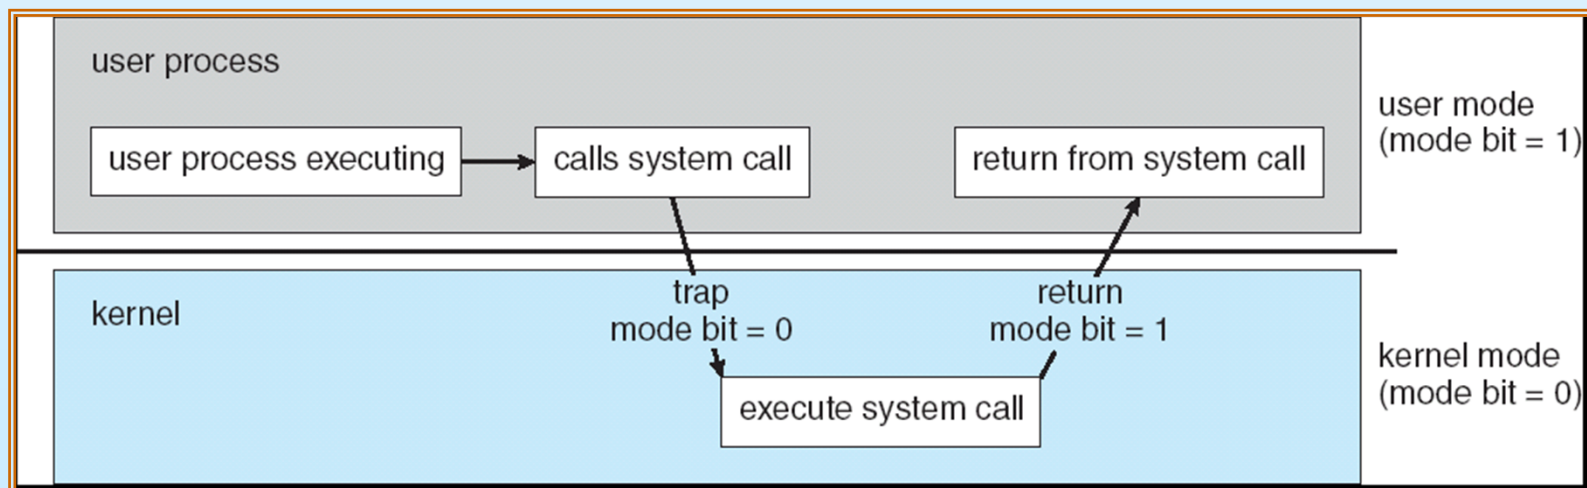 user process
user process executing
calls system call
return from system call
user mode
(mode bit = 1)
kernel
trap
mode bit = 0
return
mode bit = 1
execute system call
kernel mode
(mode bit = 0)